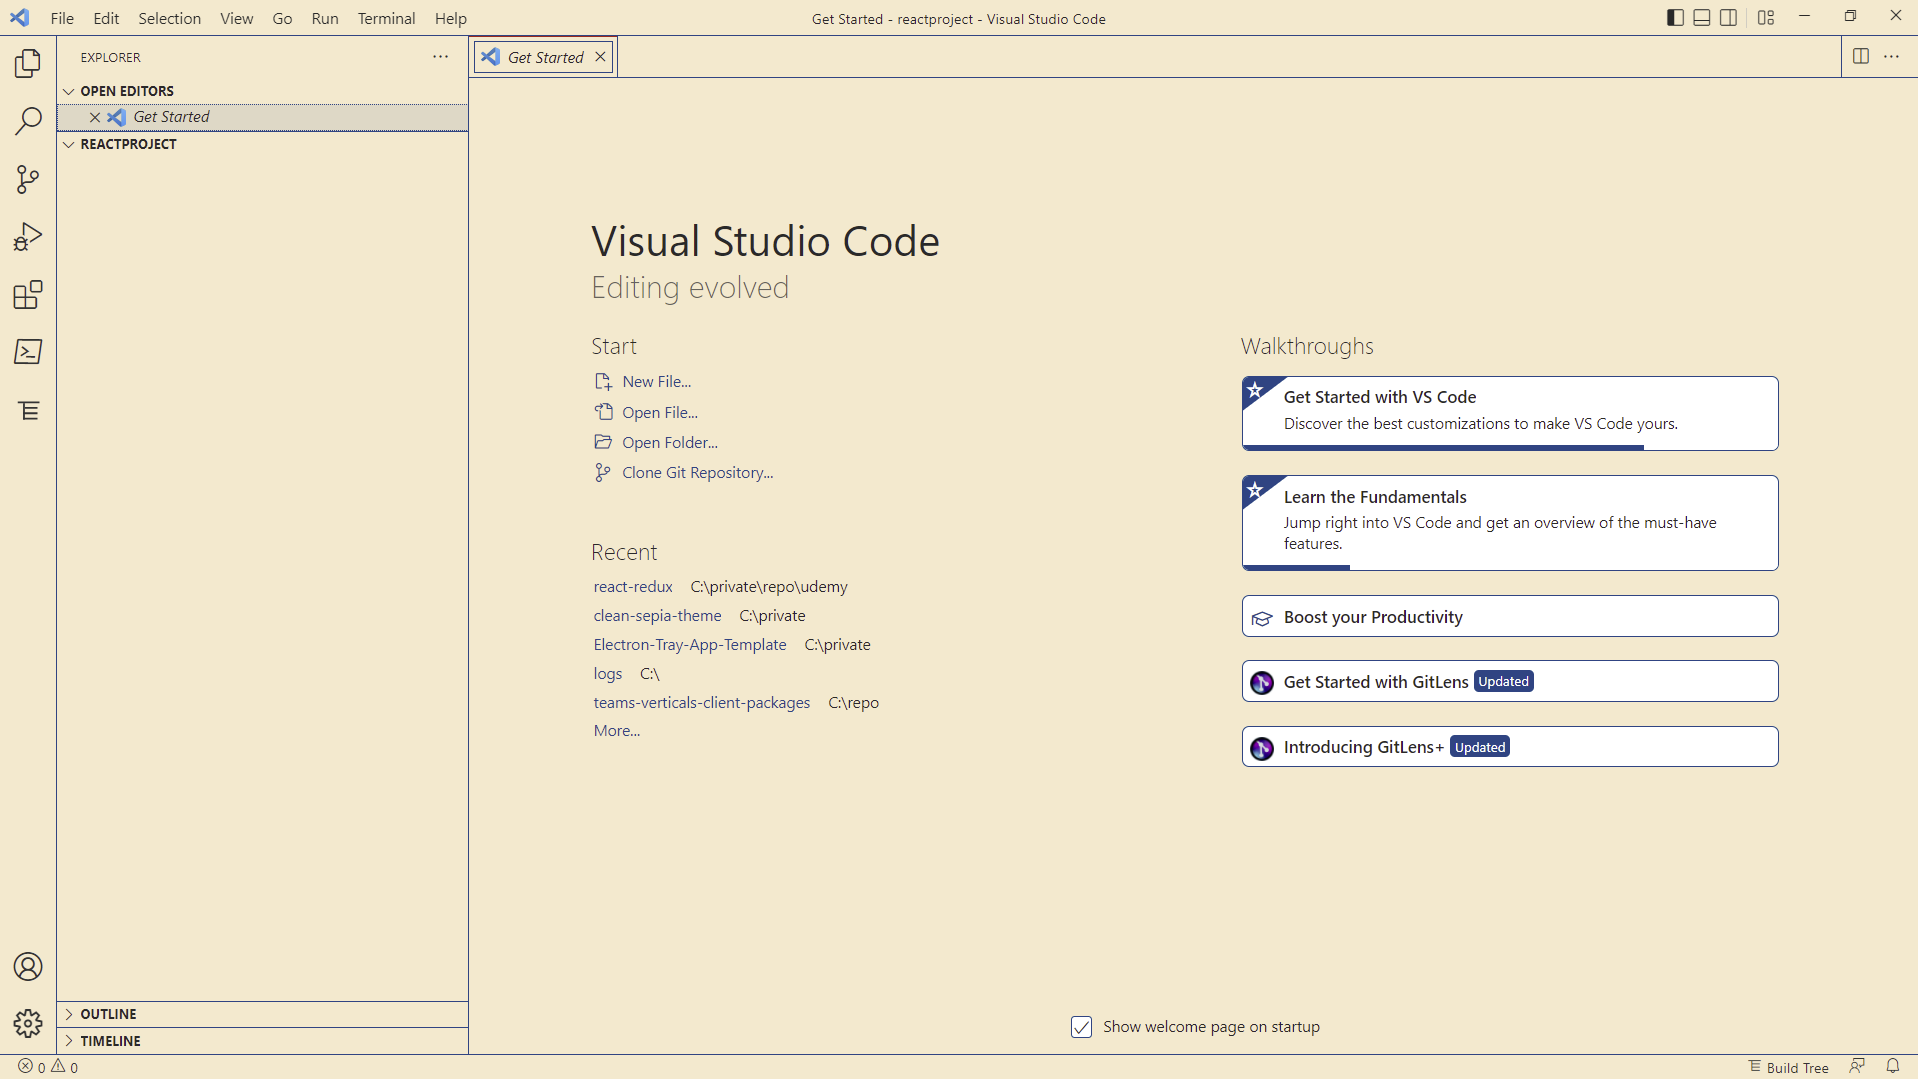 File Edit Selection View Go Run Terminal Help
Get Started - reactproject - Visual Studio Code
EXPLORER
OPEN EDITORS
Get Started
REACTPROJECT
OUTLINE
TIMELINE
Get Started
Visual Studio Code
Editing evolved
Start
New File...
Open File...
Open Folder...
Clone Git Repository...
Recent
react-redux C:\private\repo\udemy
clean-sepia-theme C:\private
Electron-Tray-App-Template C:\private
logs C:\
teams-verticals-client-packages C:\repo
More...
Walkthroughs
Get Started with VS Code
Discover the best customizations to make VS Code yours.
Learn the Fundamentals
Jump right into VS Code and get an overview of the must-have
features.
Boost your Productivity
Get Started with GitLens Updated
Introducing GitLens+ Updated
Show welcome page on startup
0 0
Build Tree